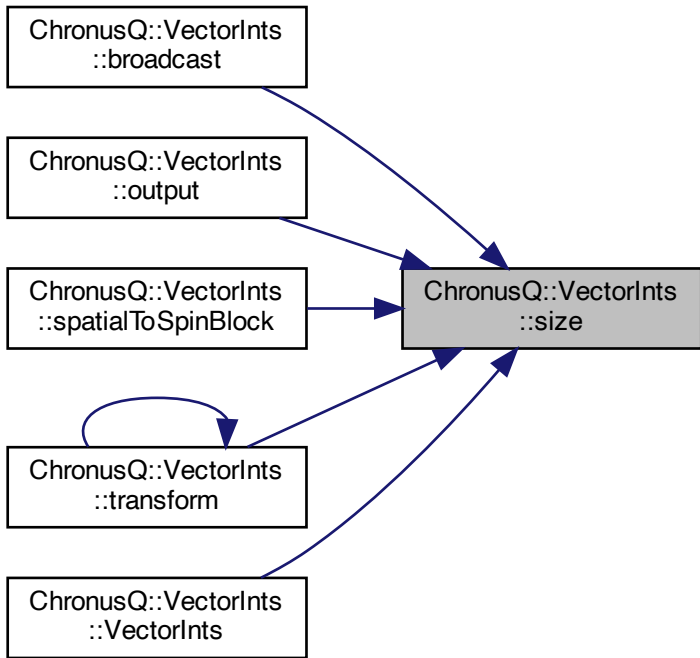 ChronusQ::VectorInts
::broadcast
ChronusQ::VectorInts
::output
ChronusQ::VectorInts
::spatialToSpinBlock
ChronusQ::VectorInts
::size
ChronusQ::VectorInts
::transform
ChronusQ::VectorInts
::VectorInts